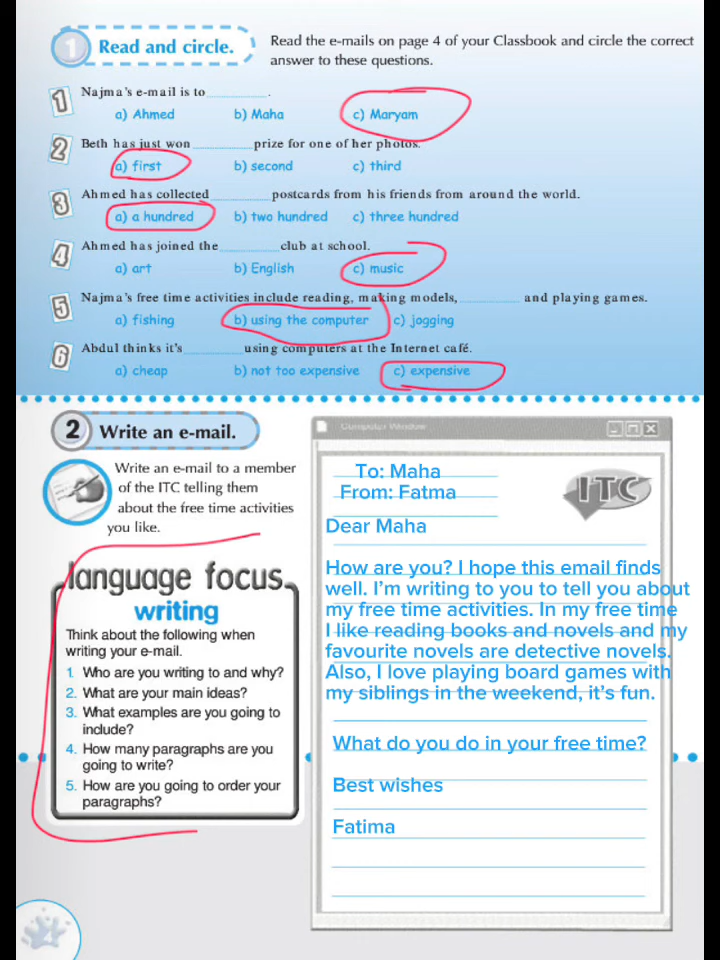 1 Read and circle.
Read the e-mails on page 4 of your Classbook and circle the correct
answer to these questions.
1 Najma's e-mail is to ________.
a) Ahmed b) Maha c) Maryam
2 Beth has just won ________ prize for one of her photos.
a) first b) second c) third
3 Ahmed has collected ________ postcards from his friends from around the world.
a) a hundred b) two hundred c) three hundred
4 Ahmed has joined the ________ club at school.
a) art b) English c) music
5 Najma's free time activities include reading, making models, ________ and playing games.
a) fishing b) using the computer c) jogging
6 Abdul thinks it's ________ using computers at the Internet café.
a) cheap b) not too expensive c) expensive
2 Write an e-mail.
Write an e-mail to a member
of the ITC telling them
about the free time activities
you like.
language focus
writing
Think about the following when
writing your e-mail.
1. Who are you writing to and why?
2. What are your main ideas?
3. What examples are you going to
include?
4. How many paragraphs are you
going to write?
5. How are you going to order your
paragraphs?
Computer Window
ITC
To: Maha
From: Fatma
Dear Maha
How are you? I hope this email finds
well. I'm writing to you to tell you about
my free time activities. In my free time
I like reading books and novels and my
favourite novels are detective novels.
Also, I love playing board games with
my siblings in the weekend, it's fun.
What do you do in your free time?
Best wishes
Fatima
4